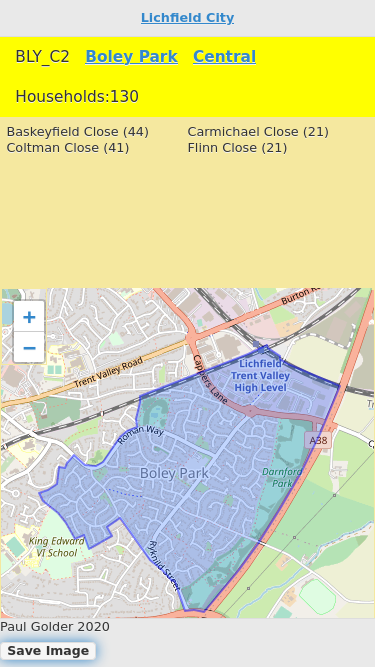 Lichfield City
BLY_C2 Boley Park Central
Households:130
Baskeyfield Close (44) Carmichael Close (21)
Coltman Close (41) Flinn Close (21)
+
−
Burton R
Trent Valley Road
Cappers Lane
Lichfield
Trent Valley
High Level
Tr
Roman Way
A38
Boley Park
Darnford
Park
King Edward
VI School
Ryknild Street
Paul Golder 2020
Save Image